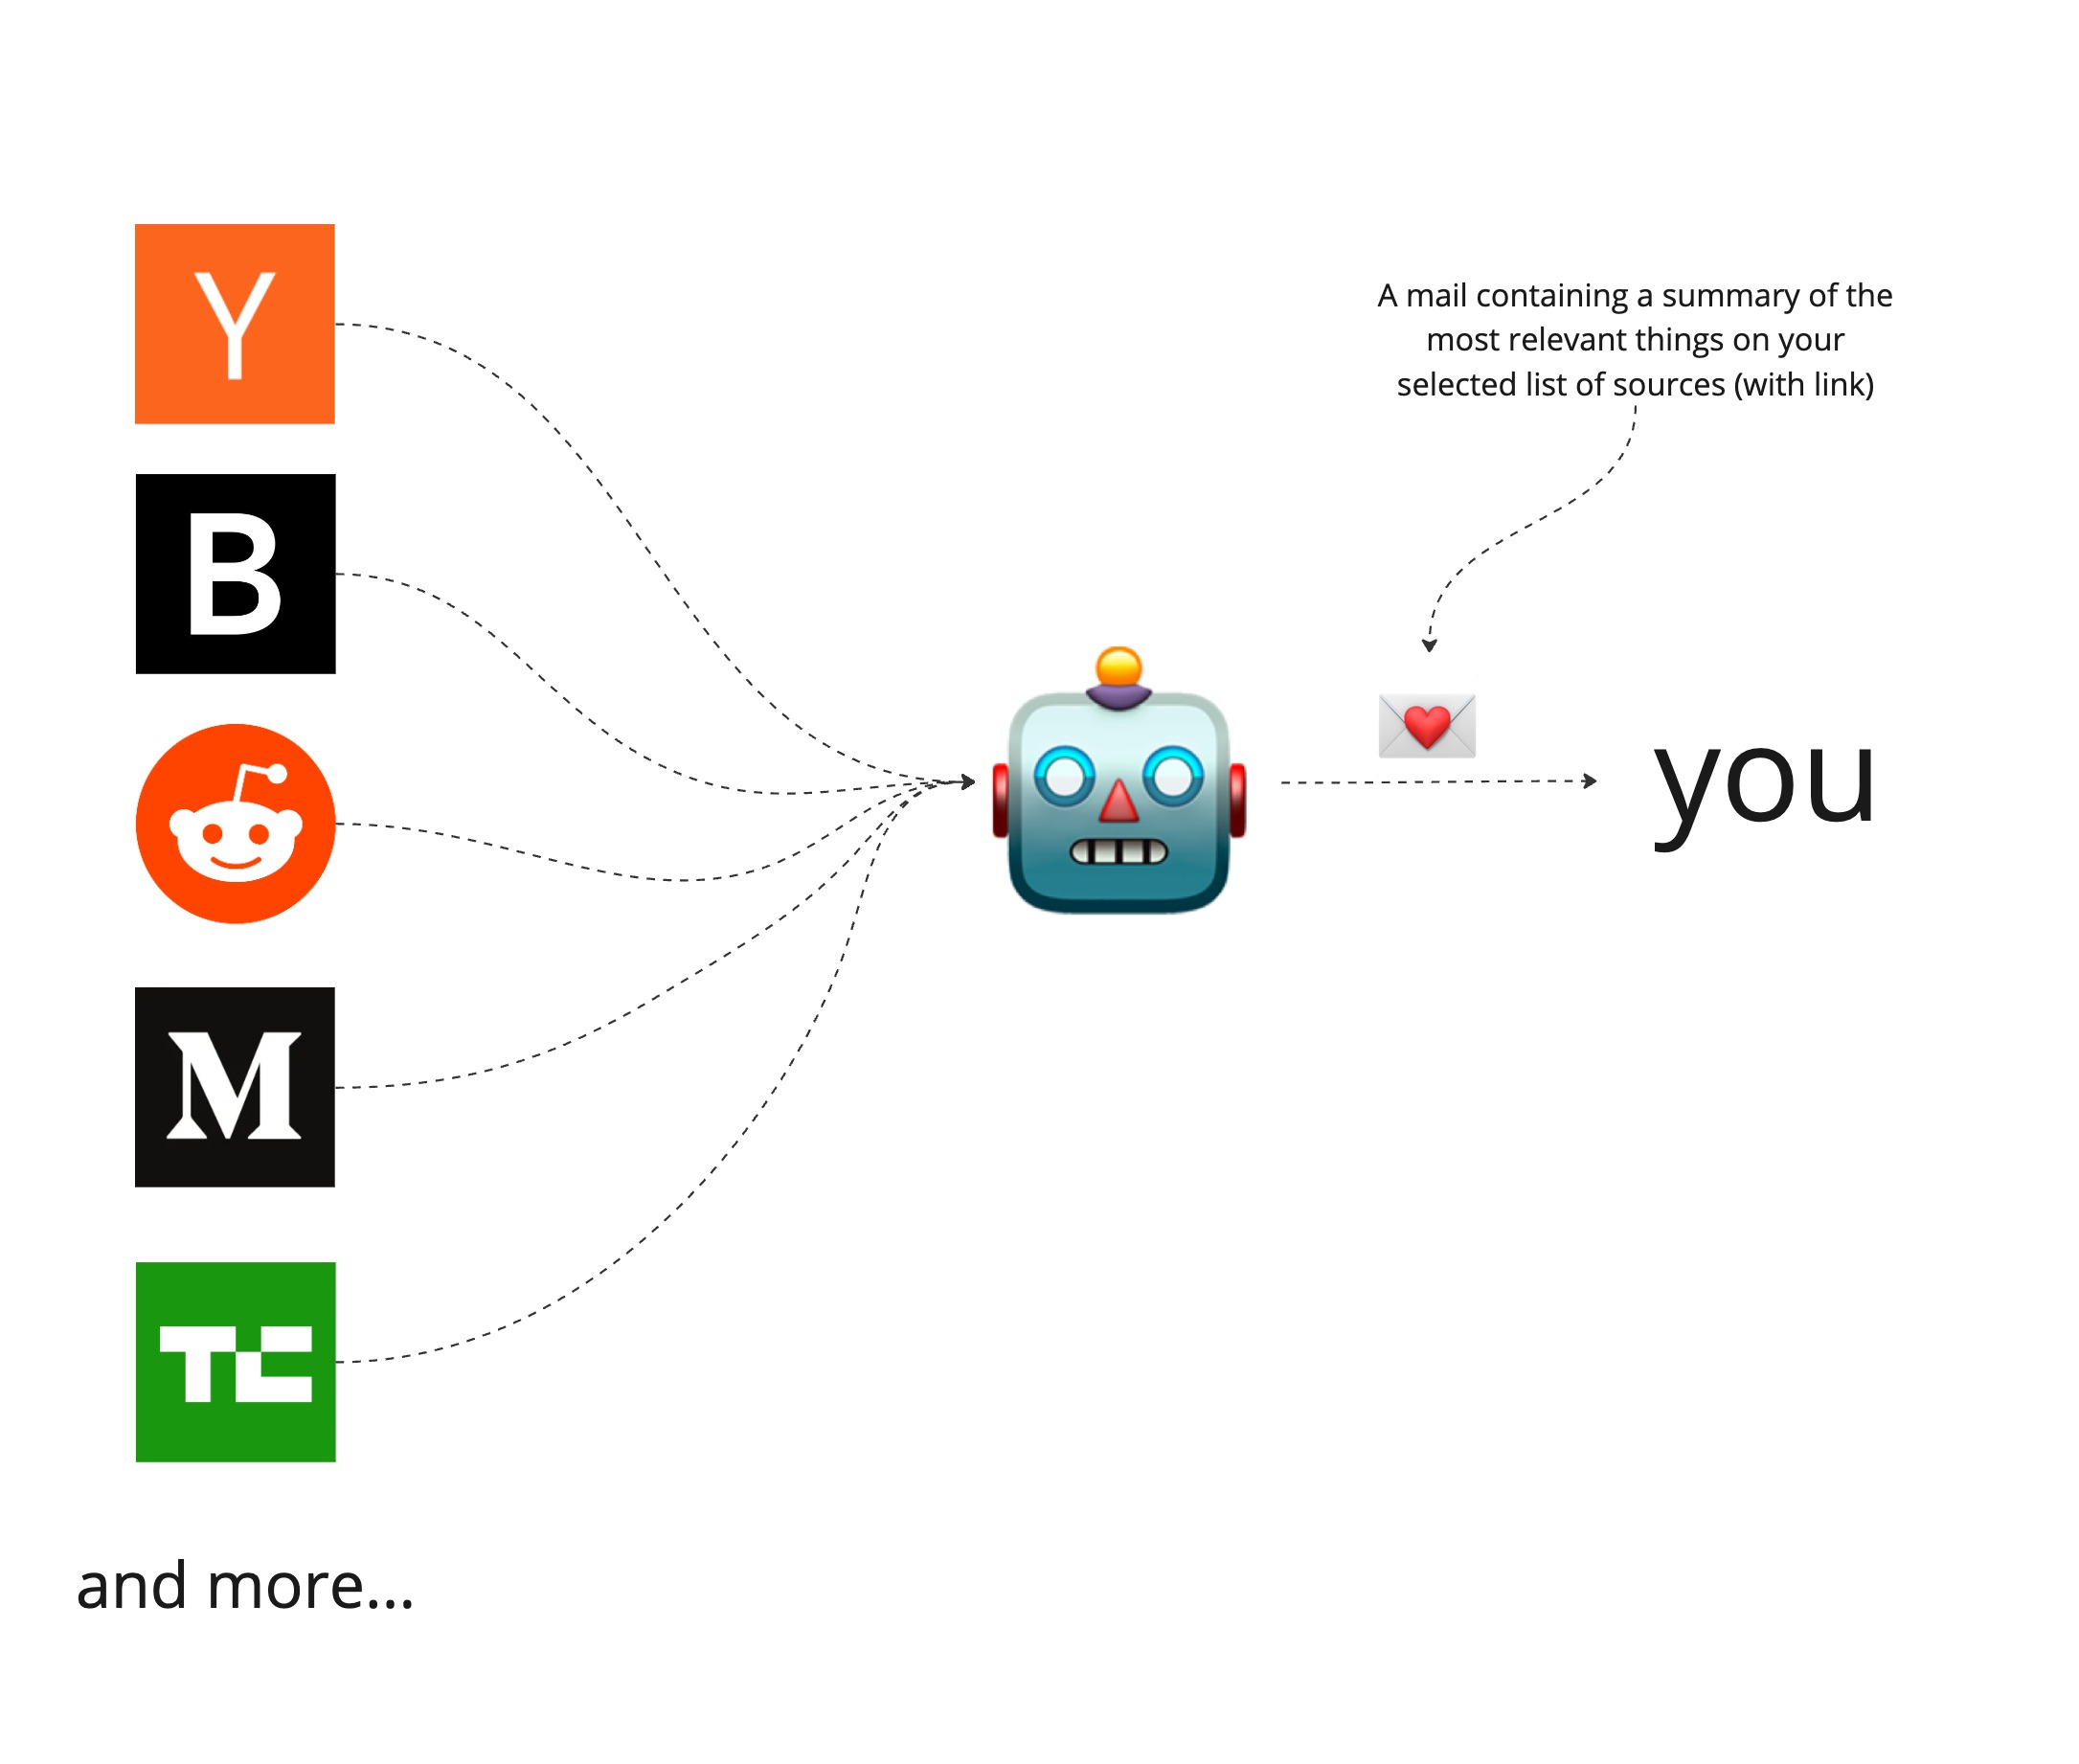 Y
A mail containing a summary of the
most relevant things on your
selected list of sources (with link)
B
you
M
TC
and more...